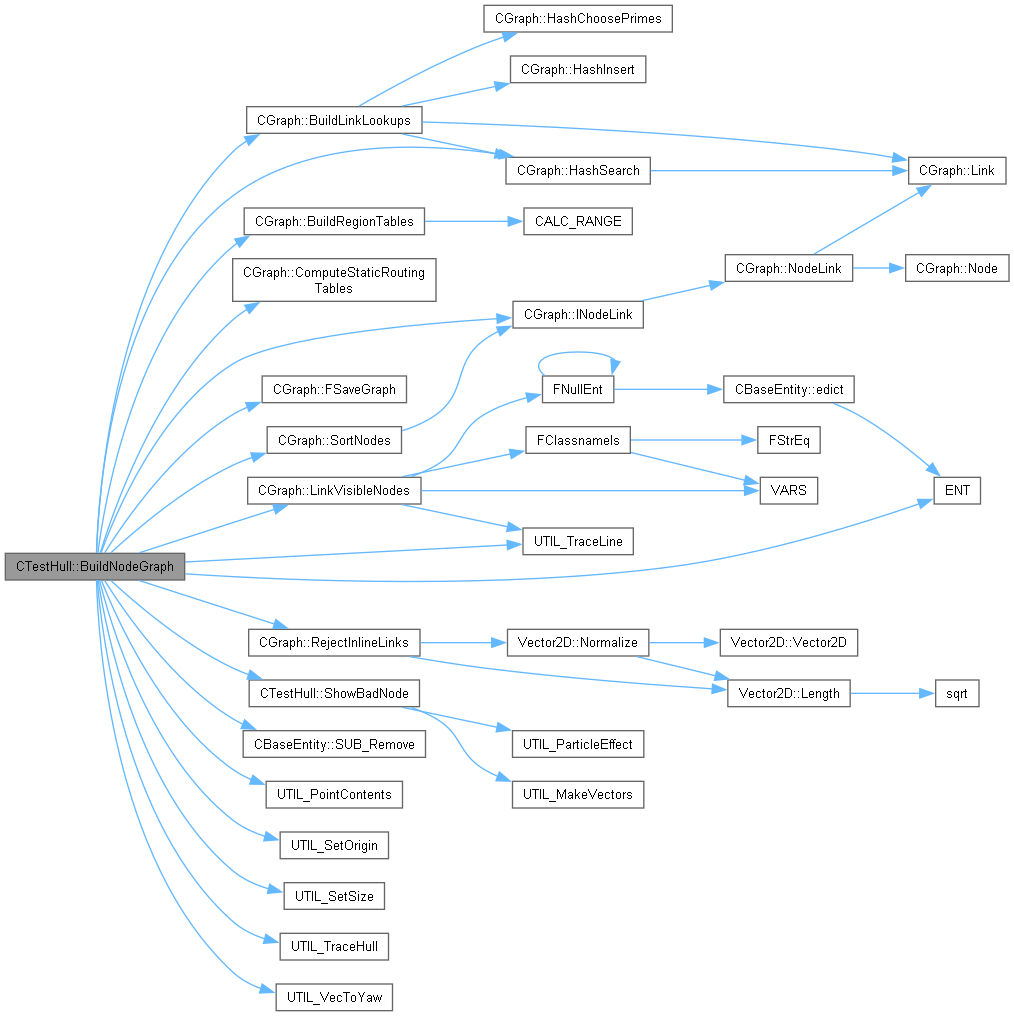 CGraph::HashChoosePrimes
CGraph::HashInsert
CGraph::BuildLinkLookups
CGraph::HashSearch
CGraph::Link
CGraph::BuildRegionTables
CALC_RANGE
CGraph::ComputeStaticRouting
Tables
CGraph::NodeLink
CGraph::Node
CGraph::INodeLink
CGraph::FSaveGraph
FNullEnt
CBaseEntity::edict
CGraph::SortNodes
FClassnameIs
FStrEq
CGraph::LinkVisibleNodes
VARS
ENT
UTIL_TraceLine
CTestHull::BuildNodeGraph
CGraph::RejectInlineLinks
Vector2D::Normalize
Vector2D::Vector2D
CTestHull::ShowBadNode
Vector2D::Length
sqrt
CBaseEntity::SUB_Remove
UTIL_ParticleEffect
UTIL_PointContents
UTIL_MakeVectors
UTIL_SetOrigin
UTIL_SetSize
UTIL_TraceHull
UTIL_VecToYaw